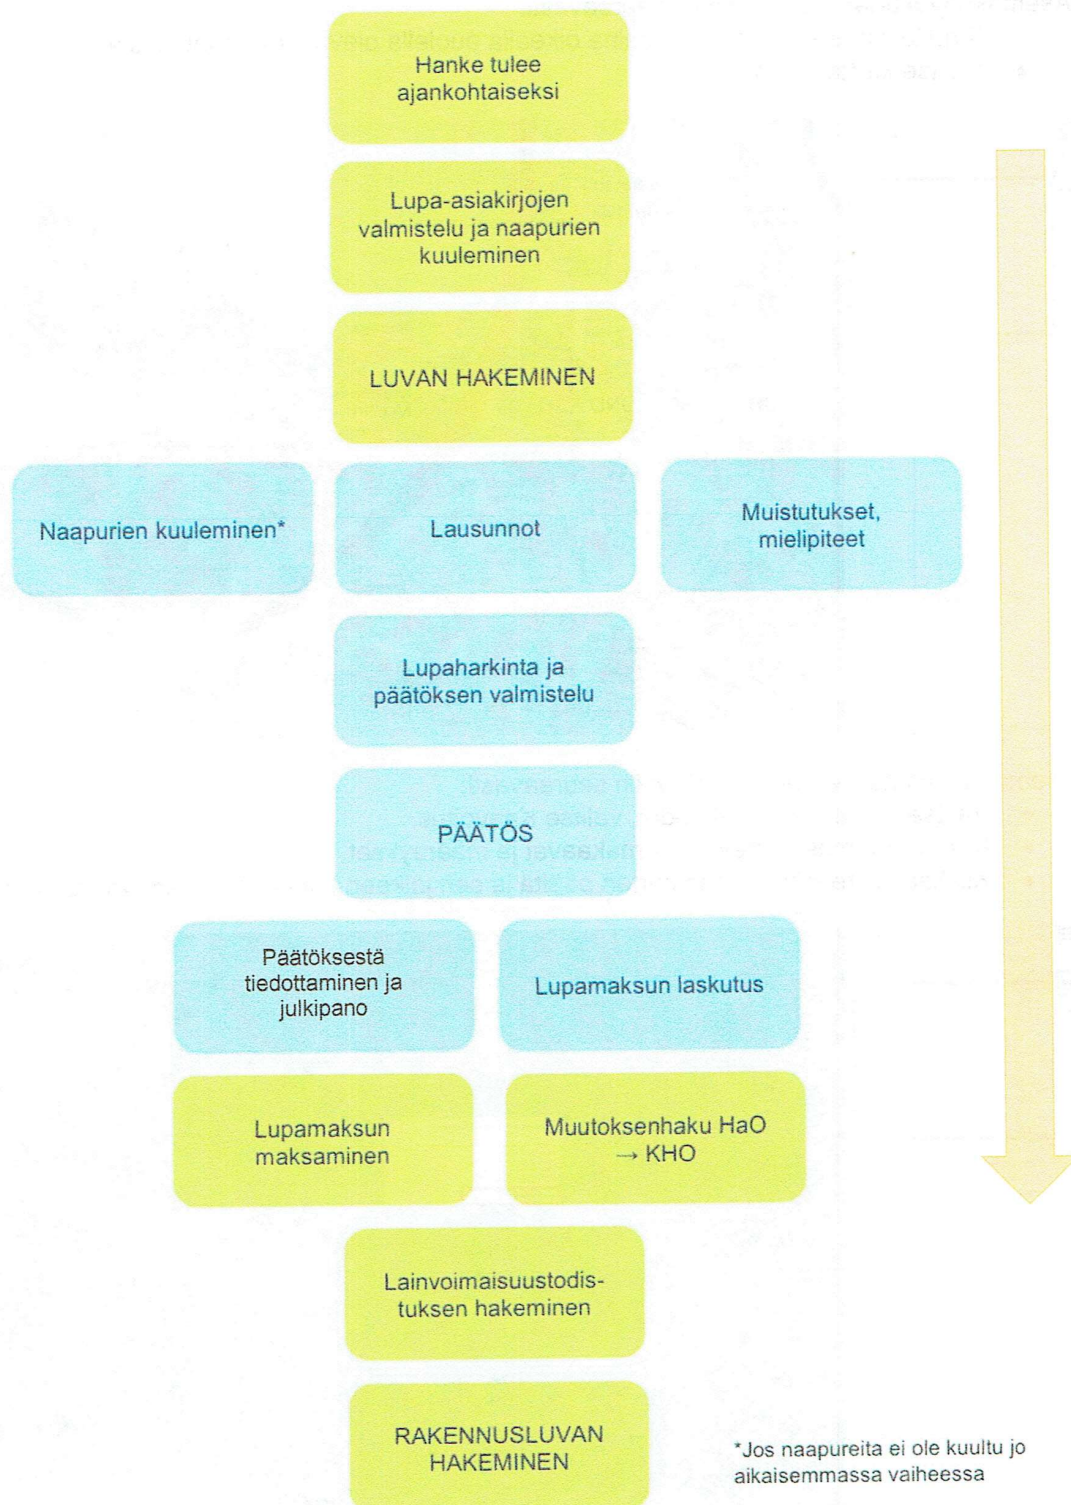 Hanke tulee
ajankohtaiseksi
Lupa-asiakirjojen
valmistelu ja naapurien
kuuleminen
LUVAN HAKEMINEN
Naapurien kuuleminen*
Lausunnot
Muistutukset,
mielipiteet
Lupaharkinta ja
päätöksen valmistelu
PÄÄTÖS
Päätöksestä
tiedottaminen ja
julkipano
Lupamaksun laskutus
Lupamaksun
maksaminen
Muutoksenhaku HaO
→ KHO
Lainvoimaisuustodis-
tuksen hakeminen
RAKENNUSLUVAN
HAKEMINEN
*Jos naapureita ei ole kuultu jo
aikaisemmassa vaiheessa